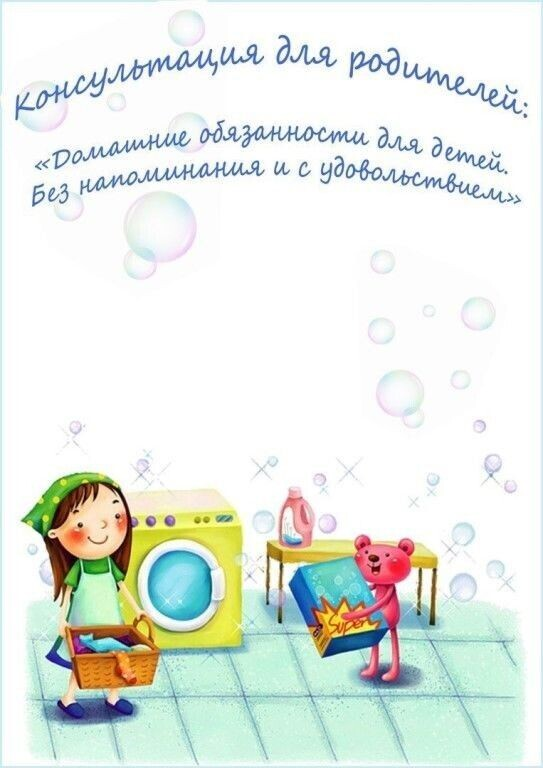 Консультация для родителей:
«Домашние обязанности для детей.
Без напоминания и с удовольствием»
Super